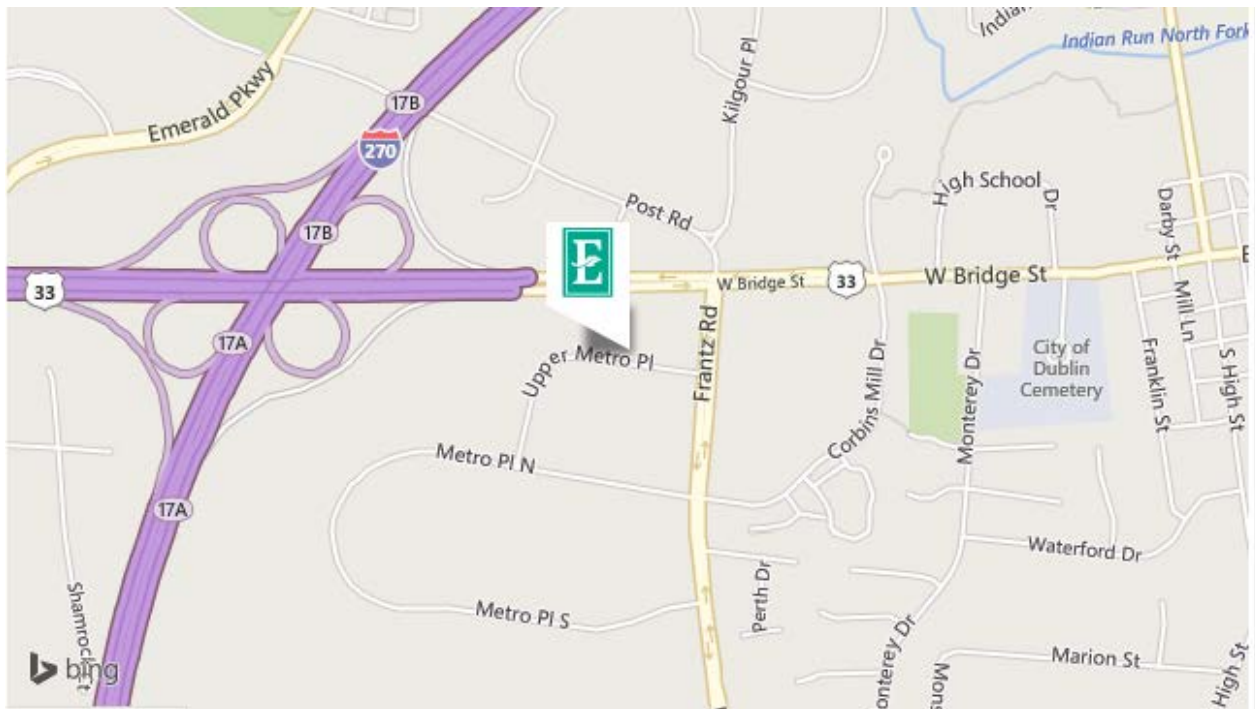 Indian
Indian Run North Fork
Kilgour Pl
17B
Emerald Pkwy
270
High School Dr
Post Rd
Darby St
17B
E
33
W Bridge St
33
W Bridge St
E
Mill Ln
17A
Upper Metro Pl
Frantz Rd
City of
Dublin
Cemetery
Franklin St
S High St
Corbins Mill Dr
Monterey Dr
Metro Pl N
17A
Waterford Dr
Perth Dr
Shamrock
t
Metro Pl S
onterey Dr
Marion St
Mons
High St
bing